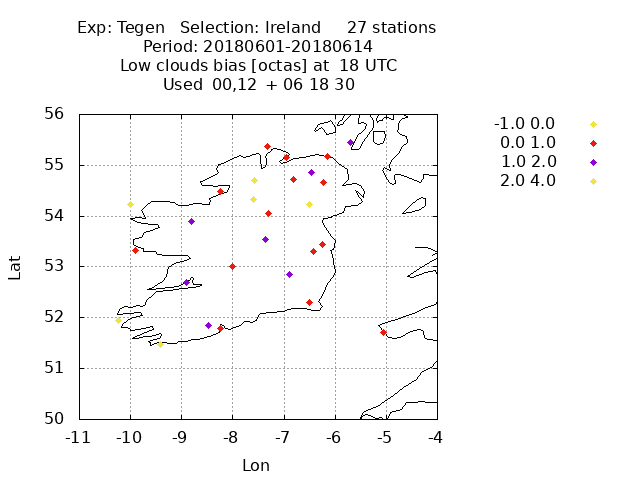 Exp: Tegen Selection: Ireland 27 stations
Period: 20180601-20180614
Low clouds bias [octas] at 18 UTC
Used 00,12 + 06 18 30
-1.0 0.0
0.0 1.0
1.0 2.0
2.0 4.0
56
55
54
53
52
51
50
Lat
-11 -10 -9 -8 -7 -6 -5 -4
Lon